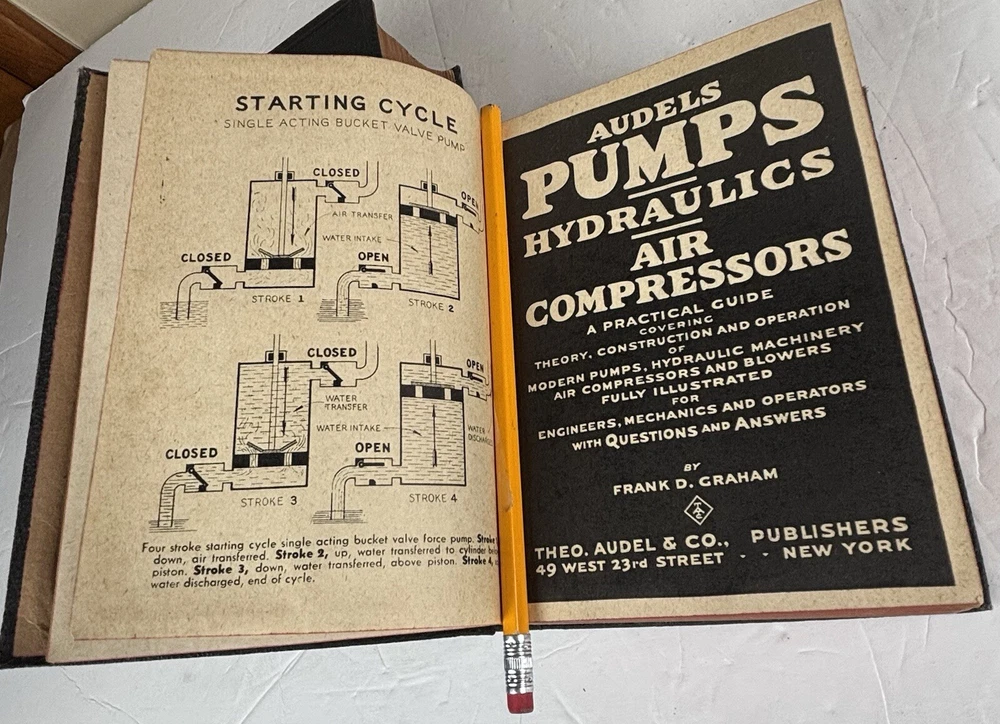 STARTING CYCLE
SINGLE ACTING BUCKET VALVE PUMP
CLOSED
OPEN
AIR TRANSFER
WATER INTAKE
CLOSED
OPEN
STROKE 1
STROKE 2
CLOSED
OPEN
WATER
TRANSFER
WATER INTAKE
WATER
CLOSED
OPEN
STROKE 3
STROKE 4
Four stroke starting cycle single acting bucket valve force pump. Stroke
down, air transferred. Stroke 2, up, water transferred to cylinder
piston. Stroke 3, down, water transferred, above piston. Stroke 4,
water discharged, end of cycle.
AUDELS
PUMPS
HYDRAULICS
AIR
COMPRESSORS
A PRACTICAL GUIDE
COVERING
THEORY, CONSTRUCTION AND OPERATION
OF
MODERN PUMPS, HYDRAULIC MACHINERY
AIR COMPRESSORS AND BLOWERS
FULLY ILLUSTRATED
FOR
ENGINEERS, MECHANICS AND OPERATORS
WITH QUESTIONS AND ANSWERS
BY
FRANK D. GRAHAM
THEO. AUDEL & CO., PUBLISHERS
49 WEST 23rd STREET - - NEW YORK